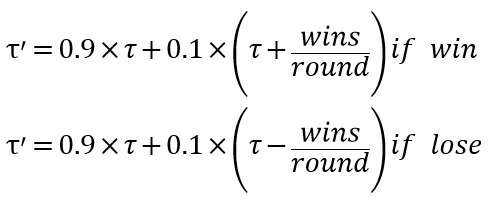 τ′ = 0.9 × τ + 0.1 × (τ + wins/round) if win
τ′ = 0.9 × τ + 0.1 × (τ − wins/round) if lose